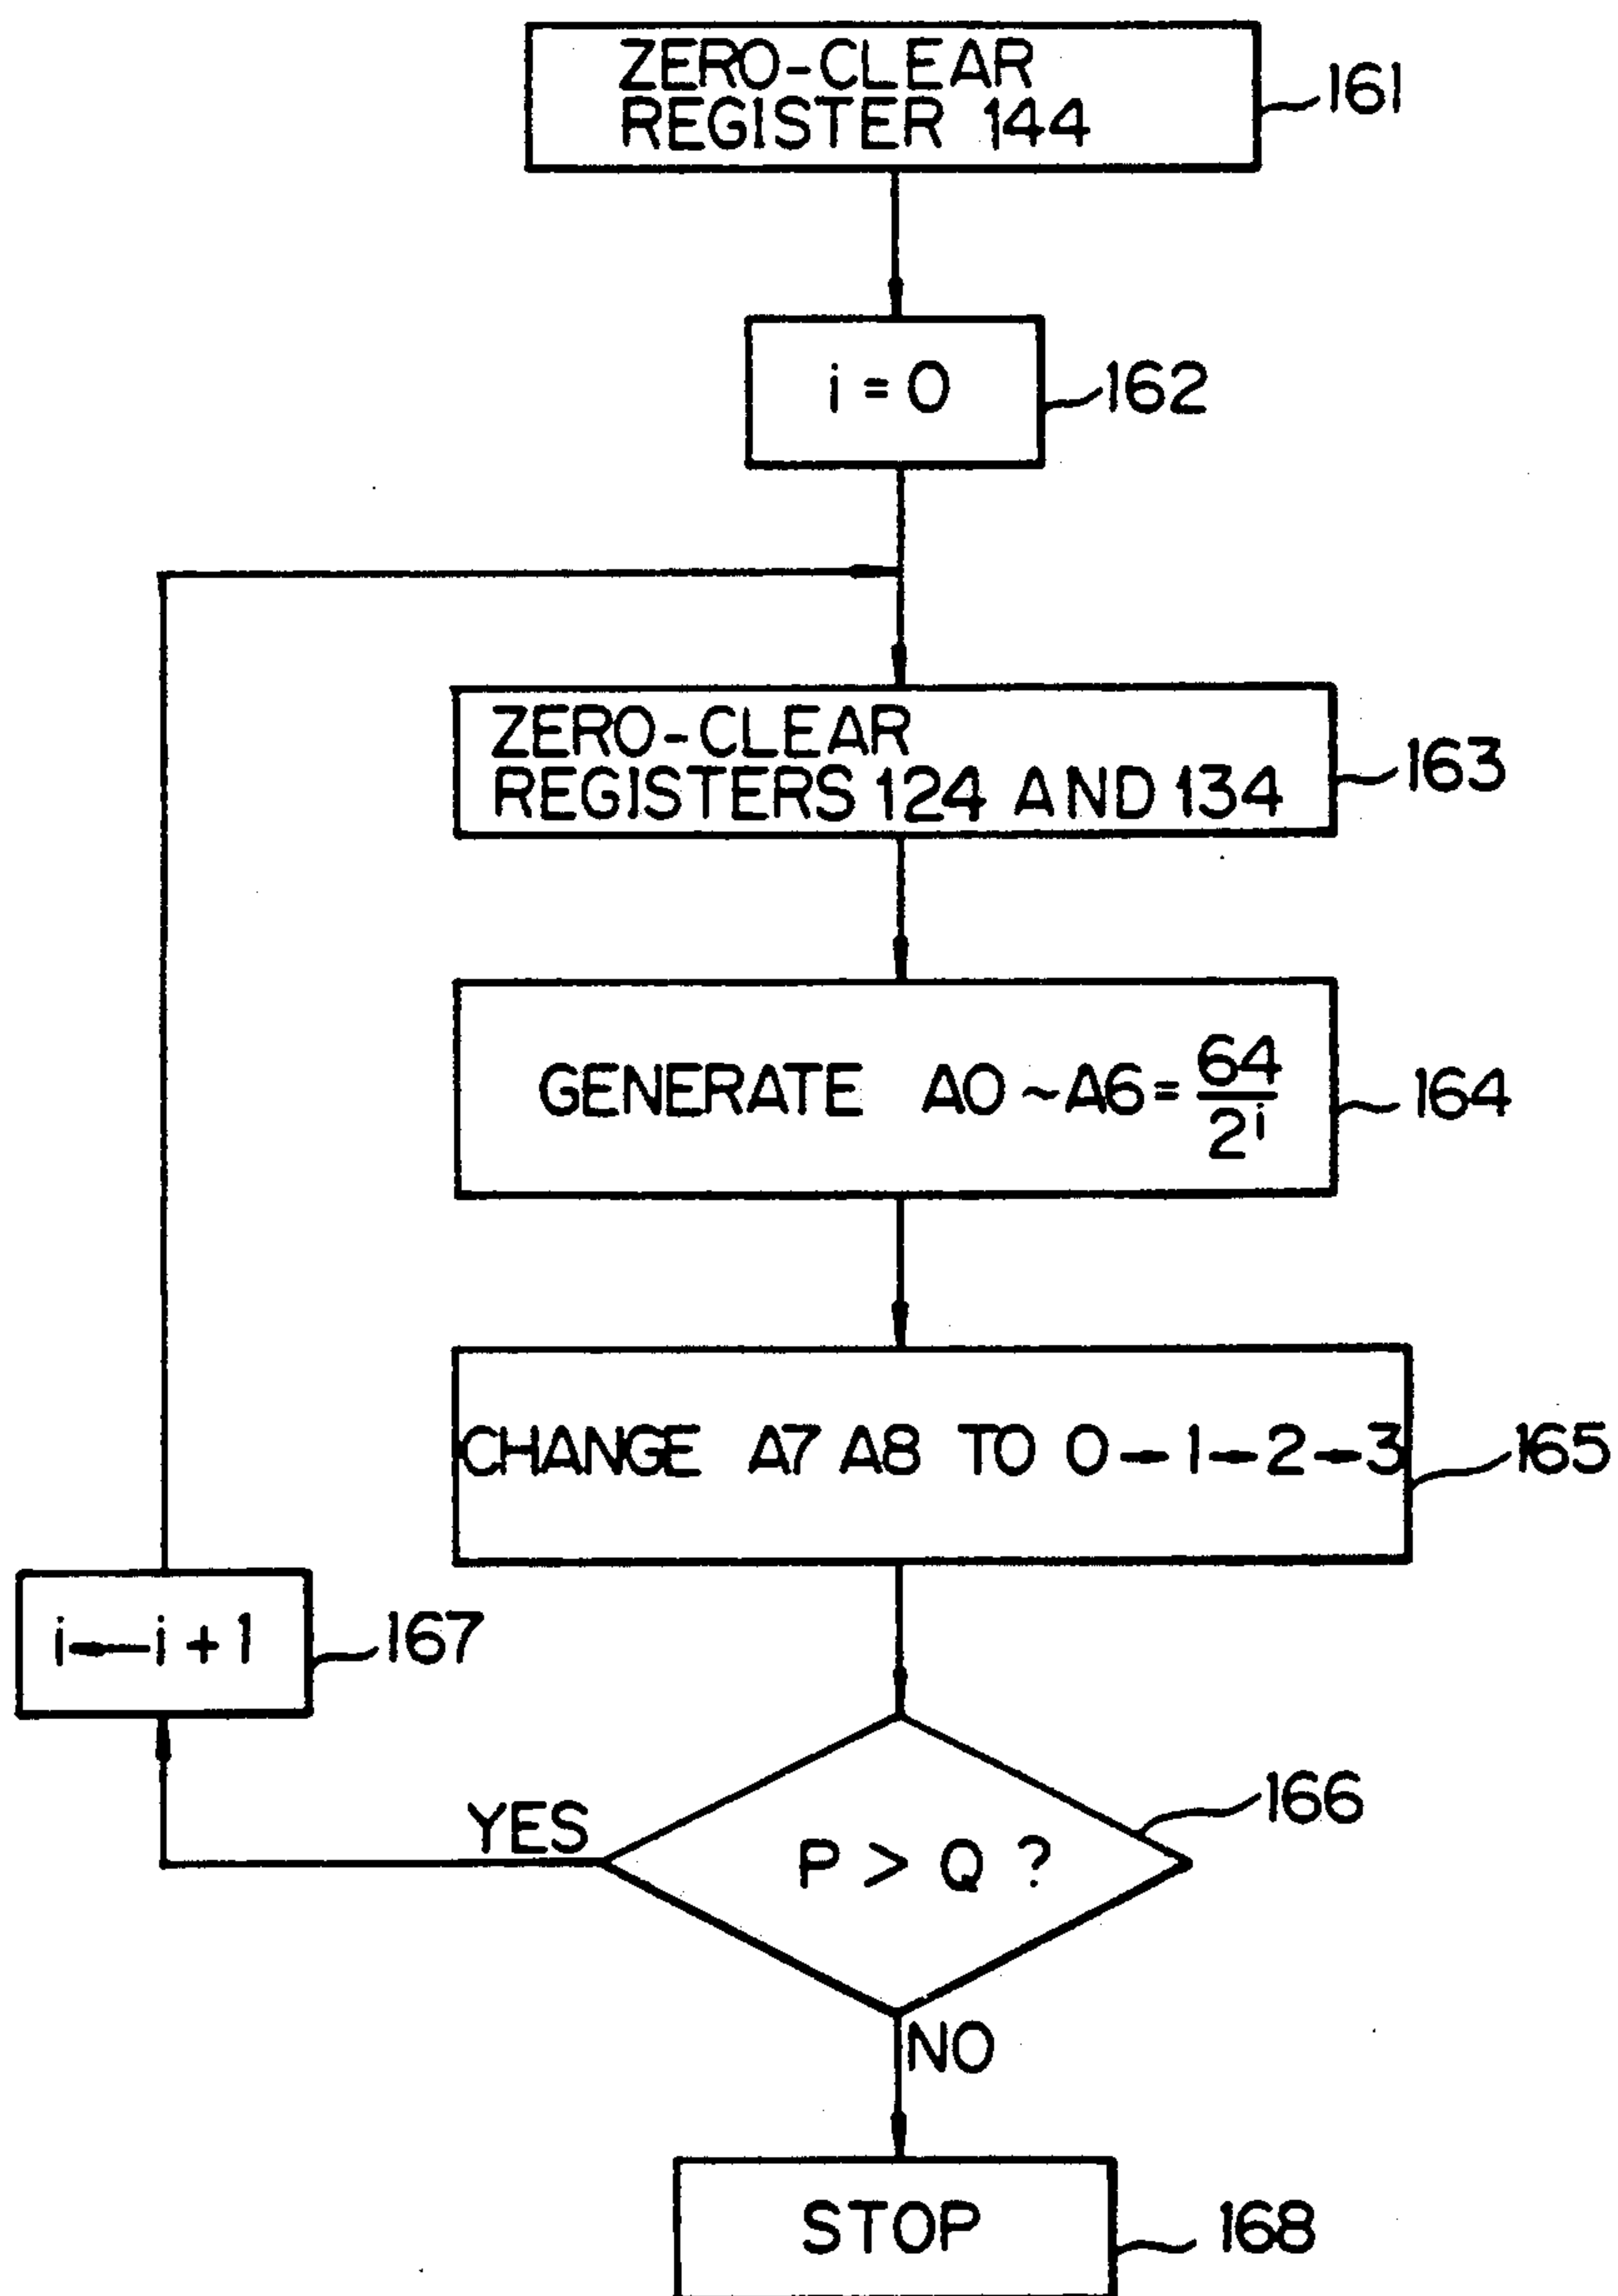 ZERO-CLEAR
REGISTER 144
161
i = 0
162
ZERO-CLEAR
REGISTERS 124 AND 134
163
GENERATE A0 ~ A6 = 64/2^i
164
CHANGE A7 A8 TO 0→1→2→3
165
i←i + 1
167
166
YES
P > Q ?
NO
STOP
168